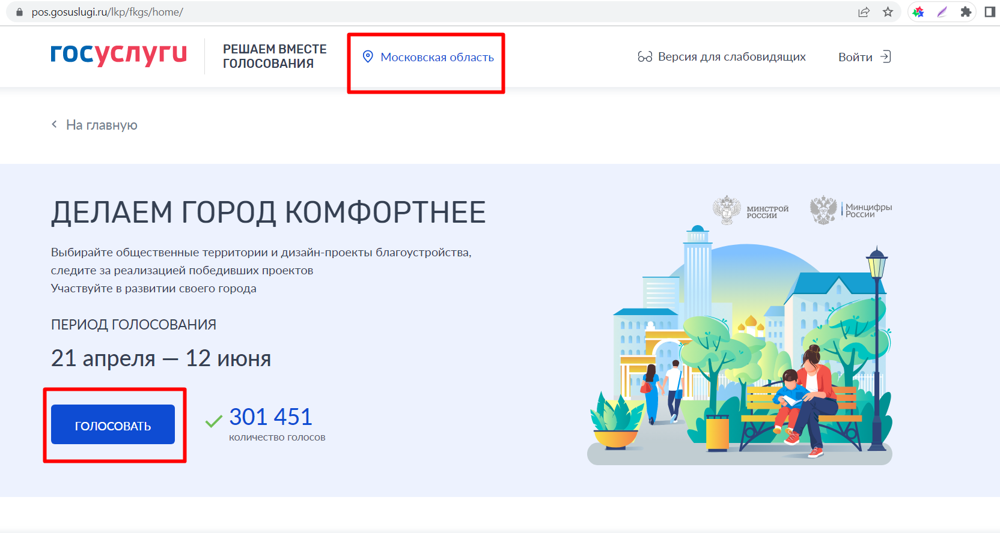 pos.gosuslugi.ru/lkp/fkgs/home/
госуслуги
РЕШАЕМ ВМЕСТЕ
ГОЛОСОВАНИЯ
Московская область
Версия для слабовидящих
Войти
На главную
ДЕЛАЕМ ГОРОД КОМФОРТНЕЕ
МИНСТРОЙ
РОССИИ
Минцифры
России
Выбирайте общественные территории и дизайн-проекты благоустройства,
следите за реализацией победивших проектов
Участвуйте в развитии своего города
ПЕРИОД ГОЛОСОВАНИЯ
21 апреля — 12 июня
ГОЛОСОВАТЬ
301 451
количество голосов